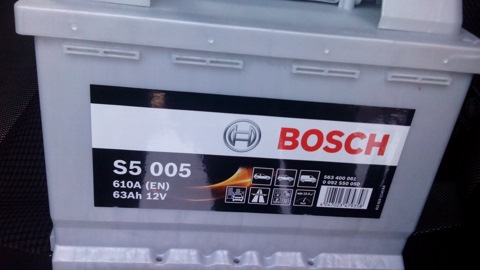 BOSCH
S5 005
610A (EN)
63Ah 12V
563 400 061
0 092 S50 050